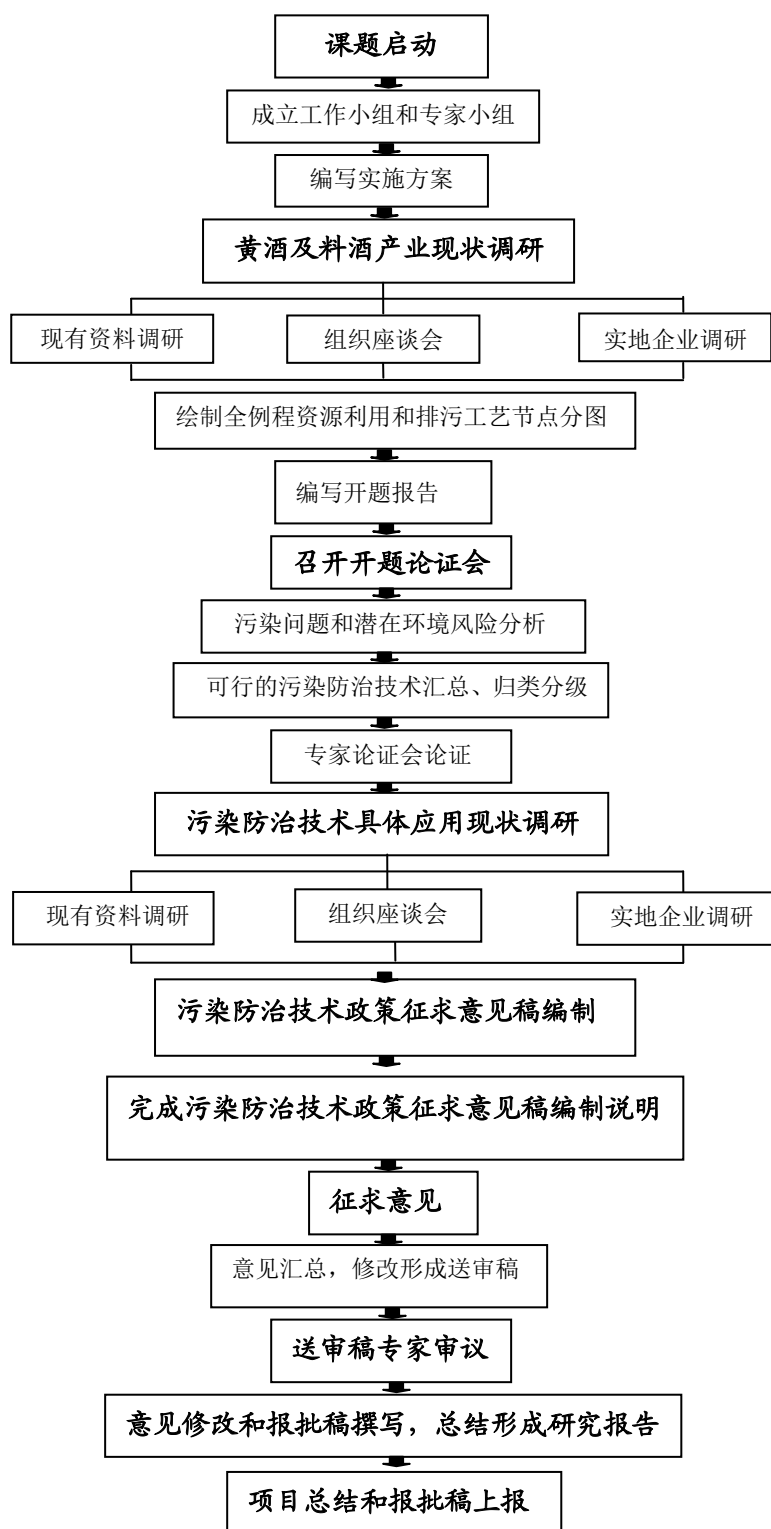 课题启动
成立工作小组和专家小组
编写实施方案
黄酒及料酒产业现状调研
现有资料调研
组织座谈会
实地企业调研
绘制全例程资源利用和排污工艺节点分图
编写开题报告
召开开题论证会
污染问题和潜在环境风险分析
可行的污染防治技术汇总、归类分级
专家论证会论证
污染防治技术具体应用现状调研
现有资料调研
组织座谈会
实地企业调研
污染防治技术政策征求意见稿编制
完成污染防治技术政策征求意见稿编制说明
征求意见
意见汇总，修改形成送审稿
送审稿专家审议
意见修改和报批稿撰写，总结形成研究报告
项目总结和报批稿上报